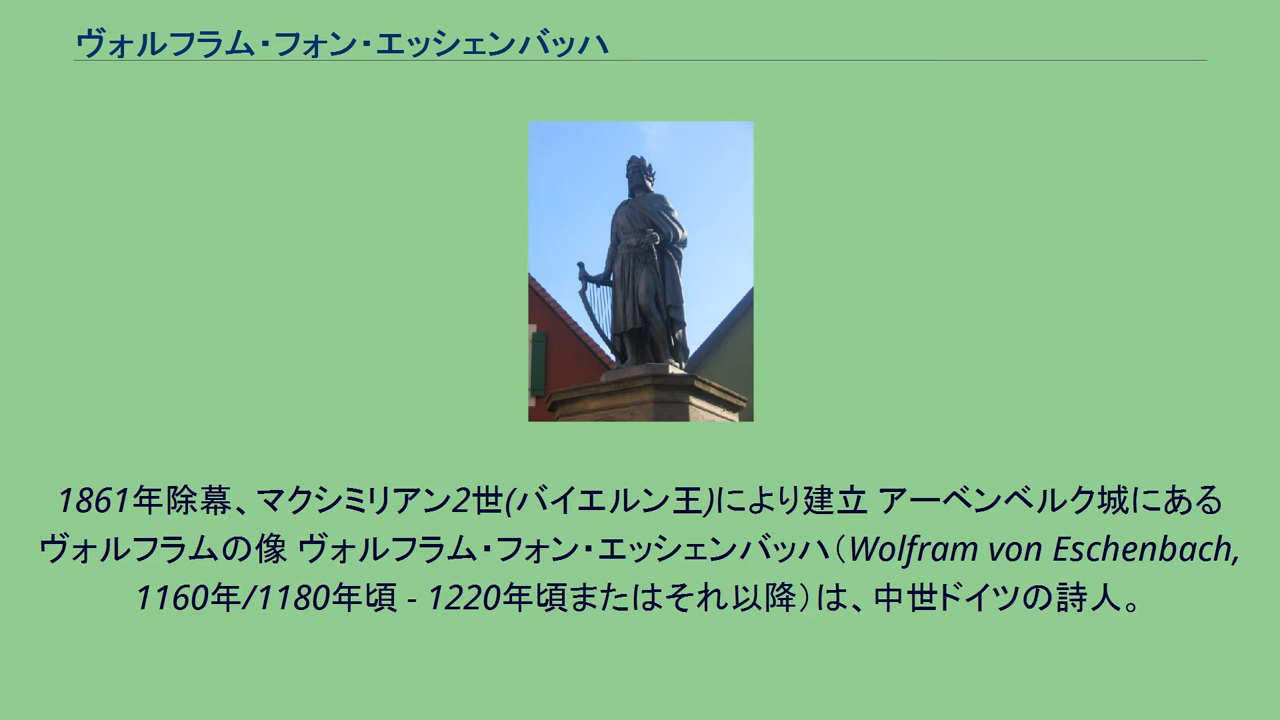 ヴォルフラム・フォン・エッシェンバッハ
1861年除幕、マクシミリアン2世(バイエルン王)により建立 アーベンベルク城にある
ヴォルフラムの像 ヴォルフラム・フォン・エッシェンバッハ（Wolfram von Eschenbach,
1160年/1180年頃 - 1220年頃またはそれ以降）は、中世ドイツの詩人。